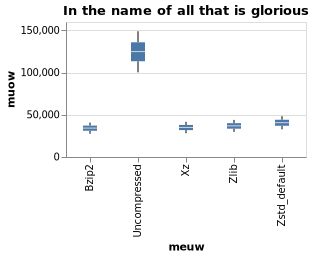 In the name of all that is glorious
150,000
100,000
50,000
0
muow
Bzip2
Uncompressed
Xz
Zlib
Zstd_default
meuw